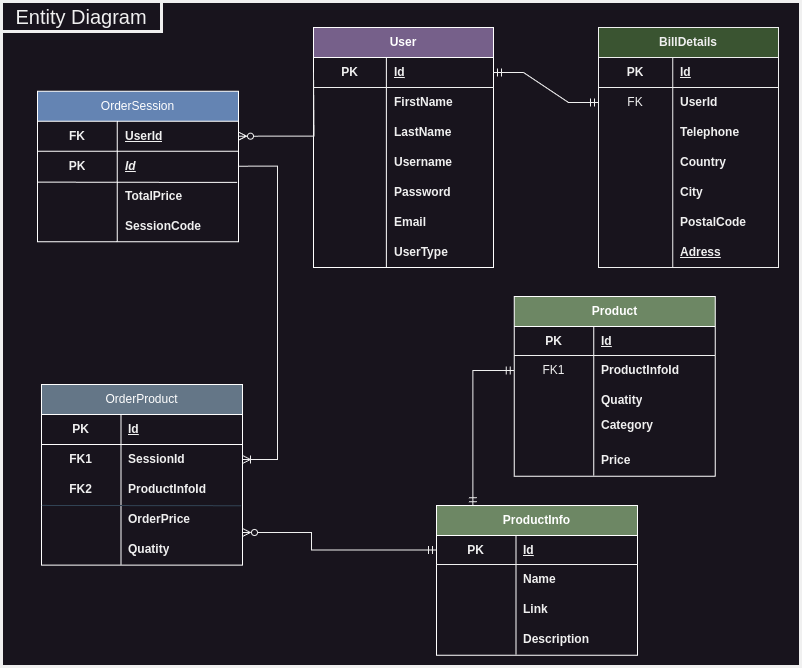 Entity Diagram
User
PK Id
FirstName
LastName
Username
Password
Email
UserType
BillDetails
PK Id
FK UserId
Telephone
Country
City
PostalCode
Adress
OrderSession
FK UserId
PK Id
TotalPrice
SessionCode
Product
PK Id
FK1 ProductInfoId
Quatity
Category
Price
OrderProduct
PK Id
FK1 SessionId
FK2 ProductInfoId
OrderPrice
Quatity
ProductInfo
PK Id
Name
Link
Description